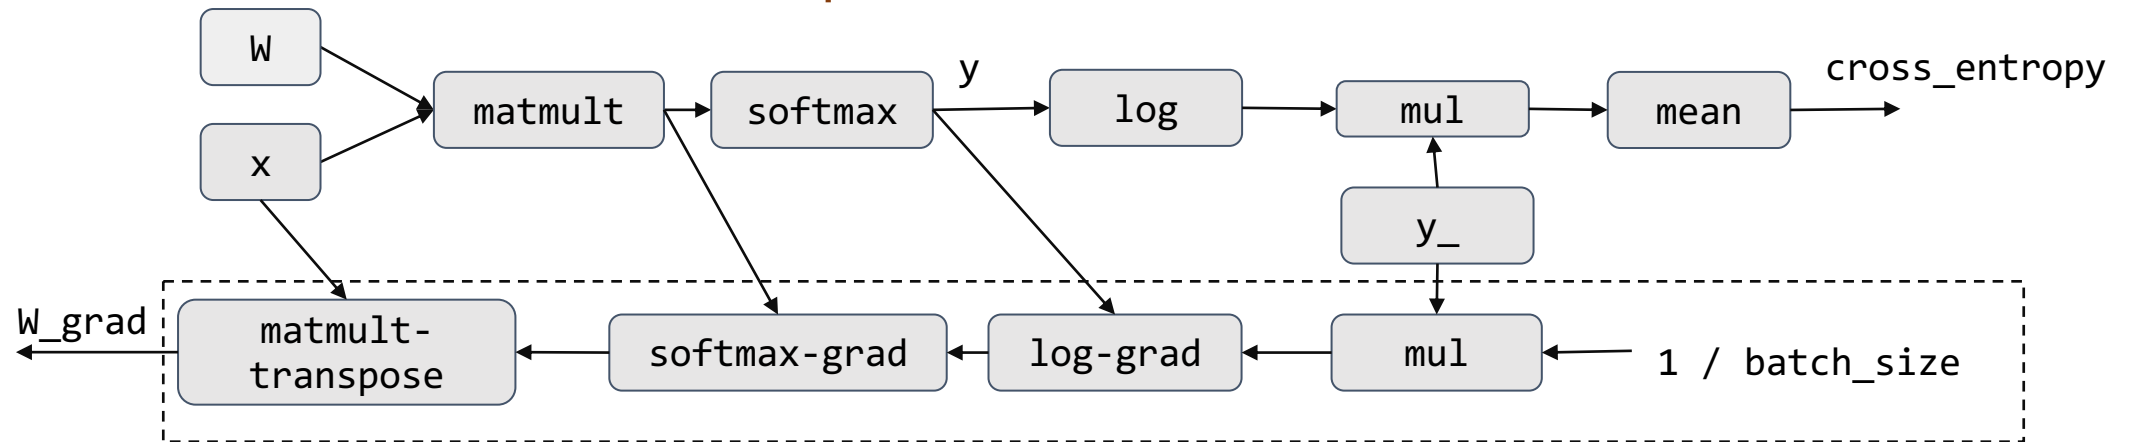 W
x
matmult
softmax
y
log
mul
mean
cross_entropy
y_
W_grad
matmult-
transpose
softmax-grad
log-grad
mul
1 / batch_size